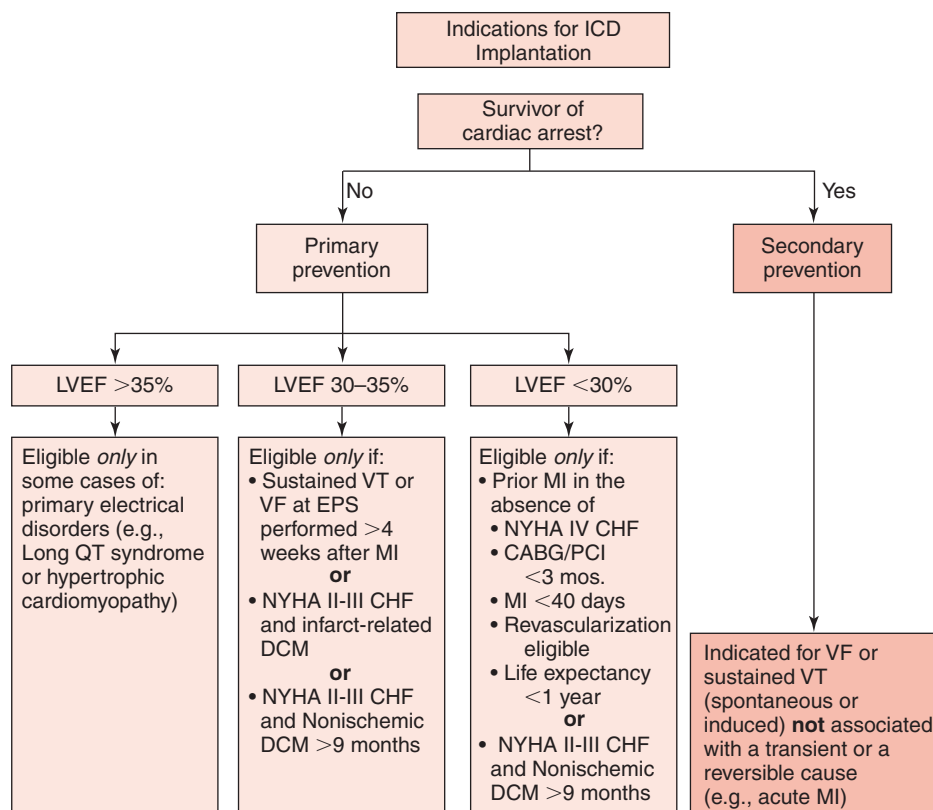 Indications for ICD
Implantation
Survivor of
cardiac arrest?
No
Yes
Primary
prevention
Secondary
prevention
LVEF >35%
LVEF 30–35%
LVEF <30%
Eligible only in
some cases of:
primary electrical
disorders (e.g.,
Long QT syndrome
or hypertrophic
cardiomyopathy)
Eligible only if:
• Sustained VT or
VF at EPS
performed >4
weeks after MI
or
• NYHA II-III CHF
and infarct-related
DCM
or
• NYHA II-III CHF
and Nonischemic
DCM >9 months
Eligible only if:
• Prior MI in the
absence of
• NYHA IV CHF
• CABG/PCI
<3 mos.
• MI <40 days
• Revascularization
eligible
• Life expectancy
<1 year
or
• NYHA II-III CHF
and Nonischemic
DCM >9 months
Indicated for VF or
sustained VT
(spontaneous or
induced) not associated
with a transient or a
reversible cause
(e.g., acute MI)